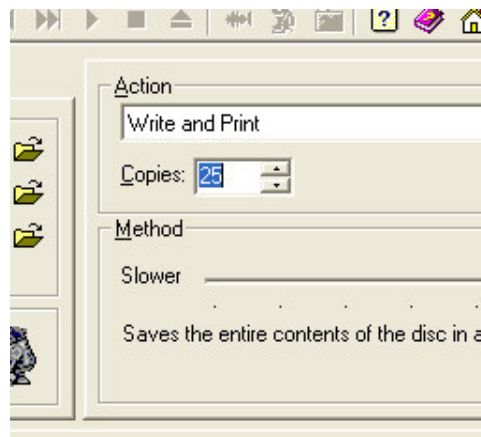 ?
Action
Write and Print
Copies: 25
Method
Slower
Saves the entire contents of the disc in a